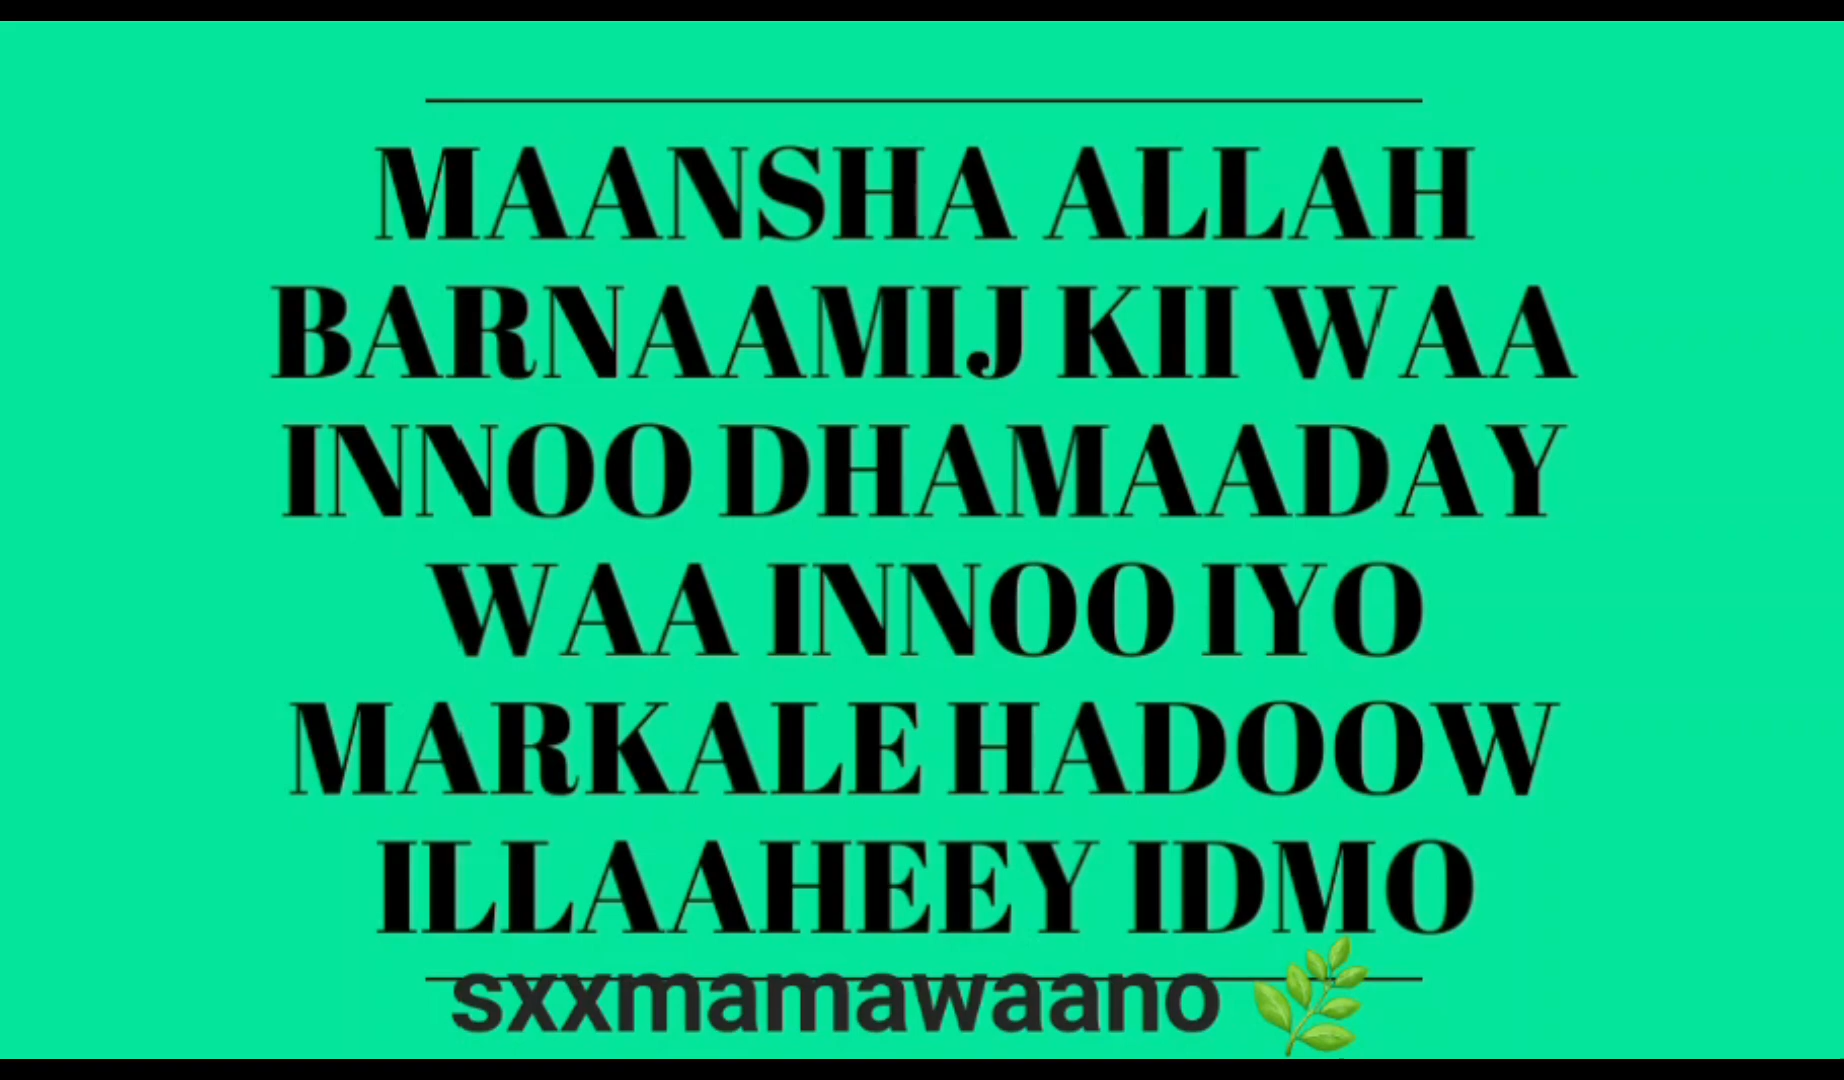 MAANSHA ALLAH
BARNAAMIJ KII WAA
INNOO DHAMAADAY
WAA INNOO IYO
MARKALE HADOOW
ILLAAHEEY IDMO
sxxmamawaano 🌿